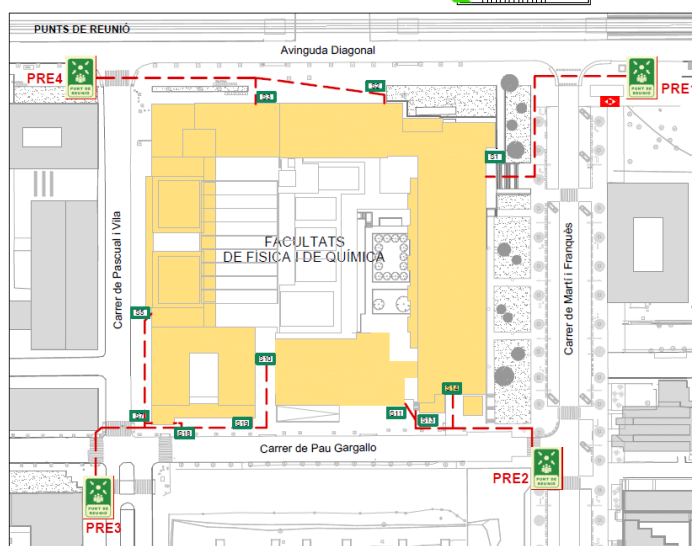 PUNTS DE REUNIÓ
Avinguda Diagonal
PRE4
PUNT DE
REUNIÓ
S3
S2
PUNT DE
REUNIÓ
PRE1
S1
FACULTATS
DE FÍSICA I DE QUÍMICA
Carrer de Pascual i Vila
Carrer de Martí i Franquès
S5
S10
S14
S7
S11
S13
S19
S18
Carrer de Pau Gargallo
PRE2
PUNT DE
REUNIÓ
PUNT DE
REUNIÓ
PRE3